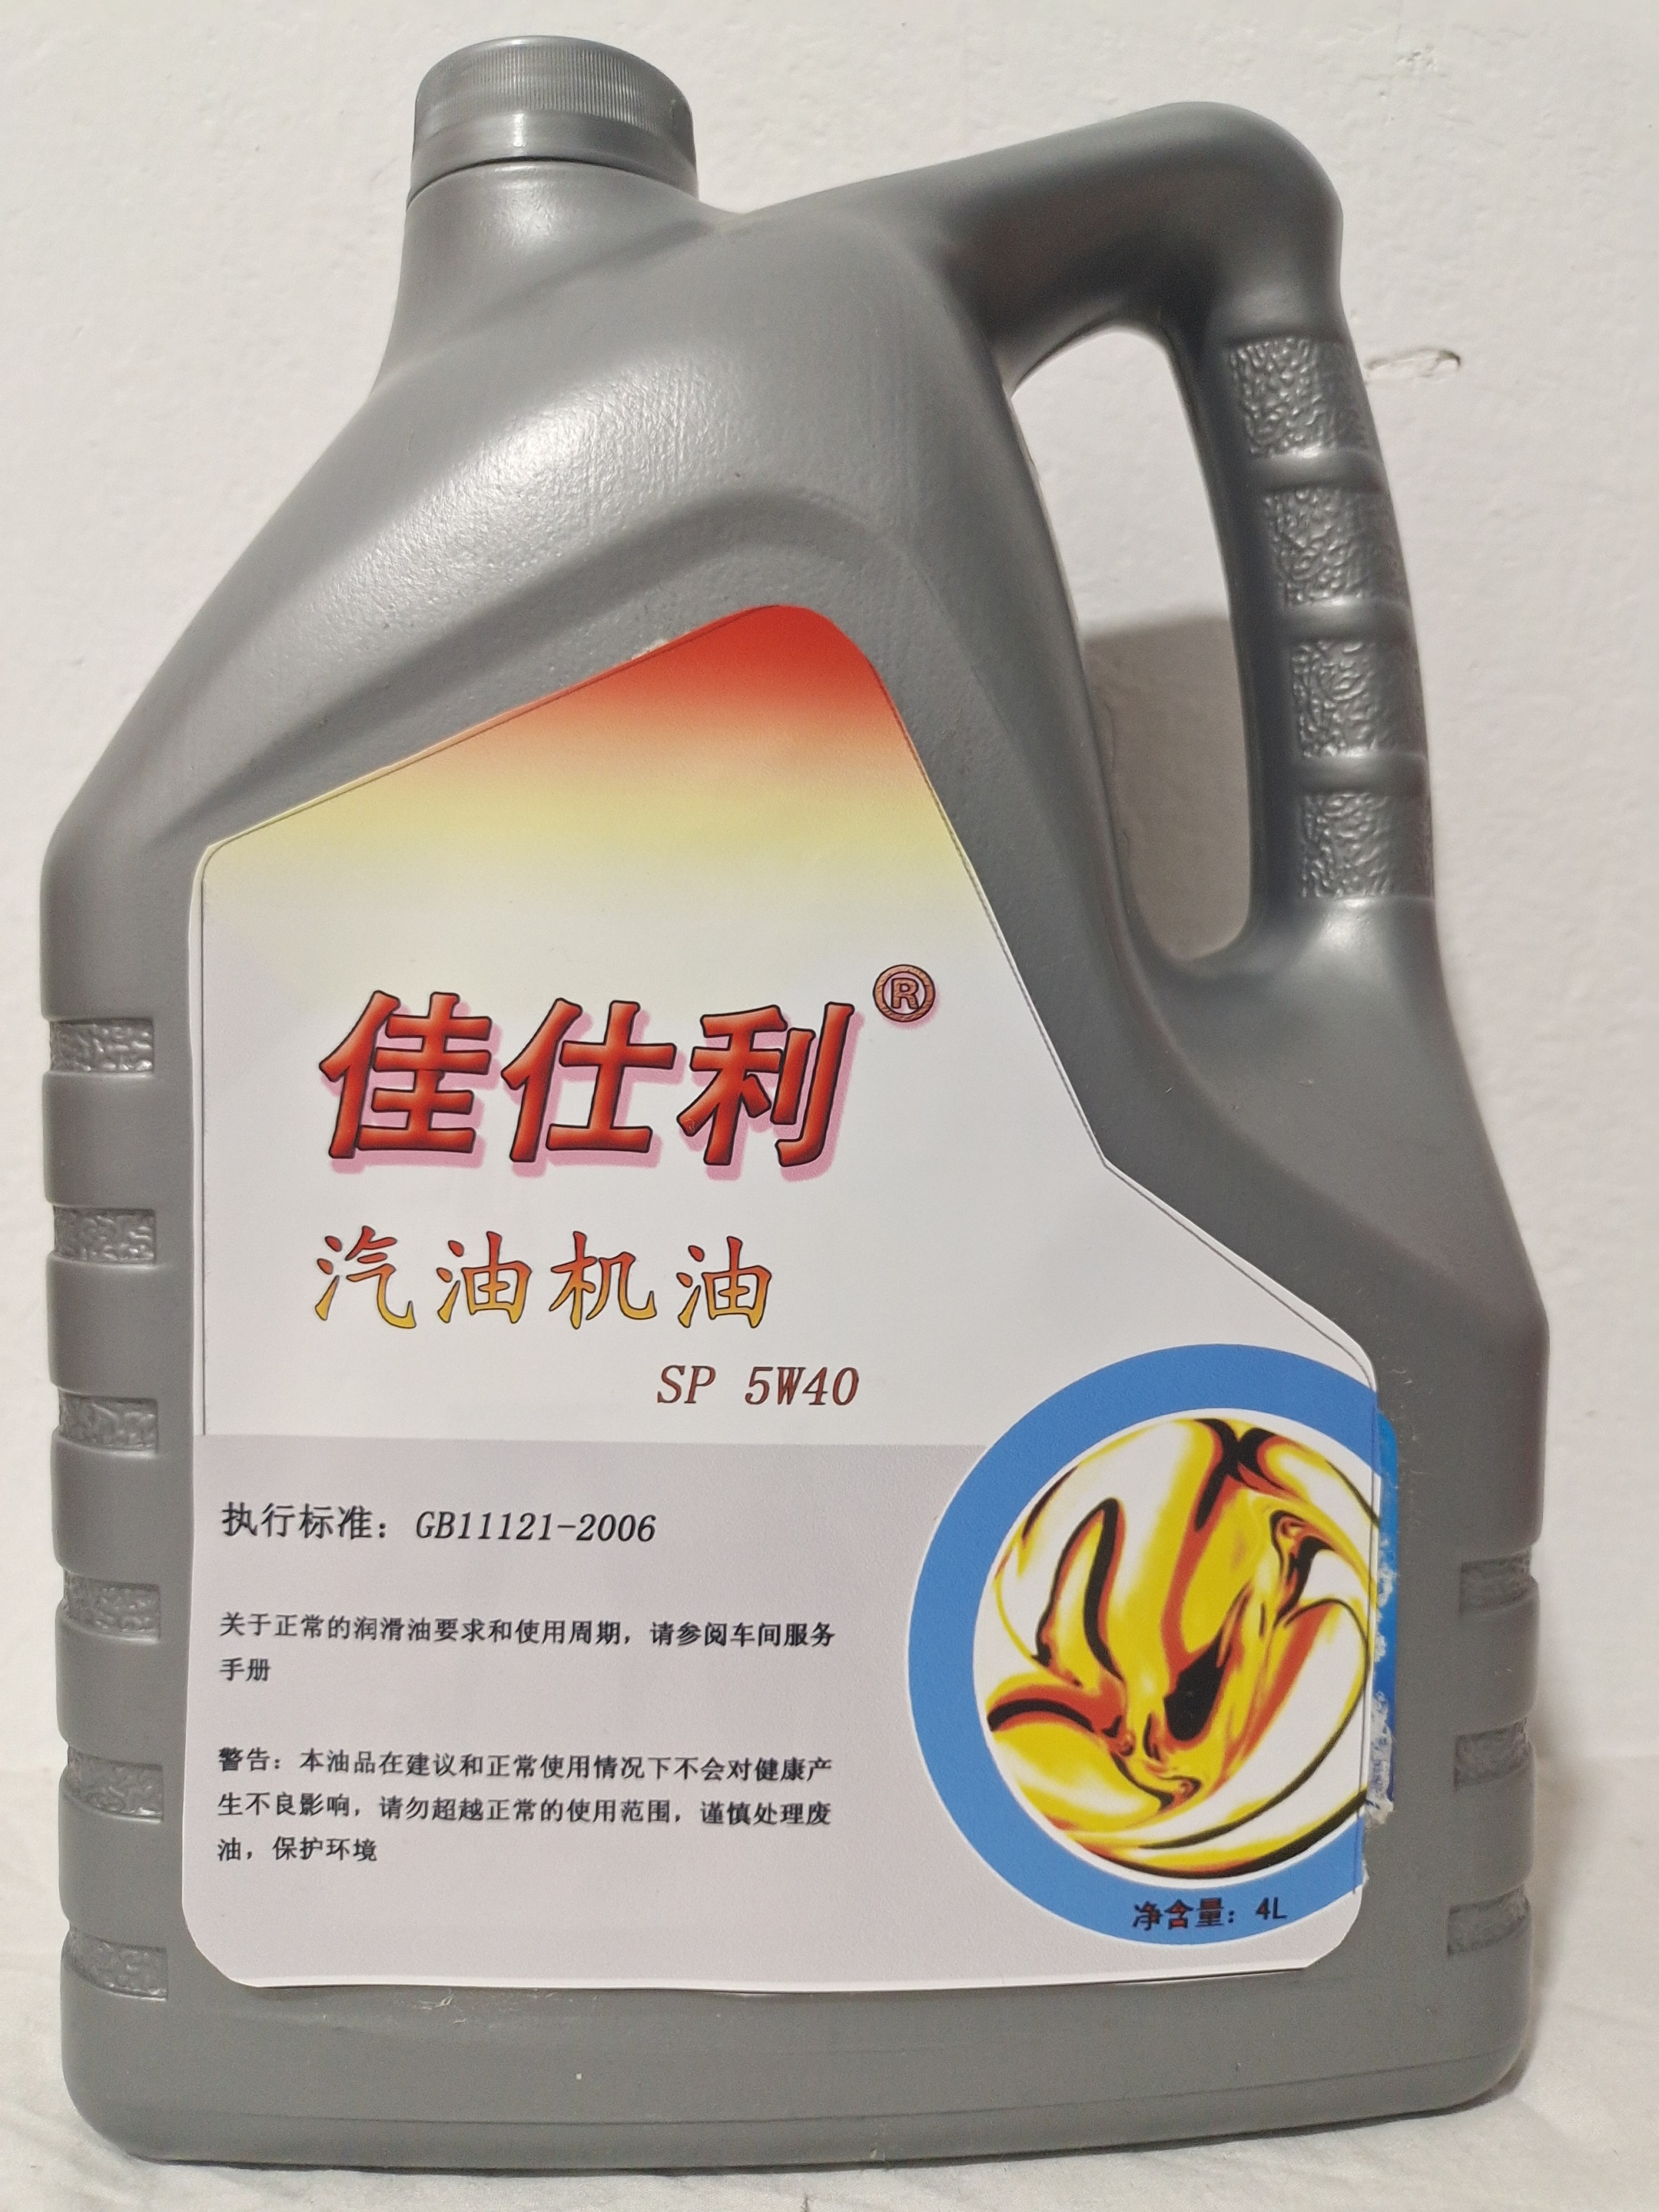 佳仕利®
汽油机油
SP 5W40
执行标准：GB11121-2006
关于正常的润滑油要求和使用周期，请参阅车间服务
手册
警告：本油品在建议和正常使用情况下不会对健康产
生不良影响，请勿超越正常的使用范围，谨慎处理废
油，保护环境
净含量：4L